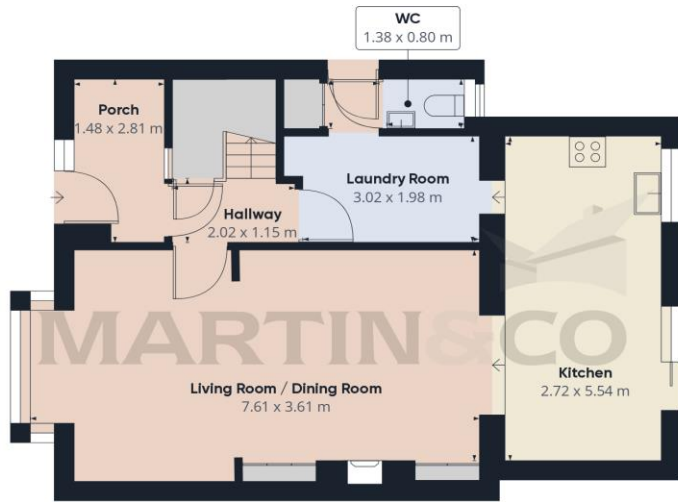 WC
1.38 x 0.80 m
Porch
1.48 x 2.81 m
Laundry Room
3.02 x 1.98 m
Hallway
2.02 x 1.15 m
MARTIN&CO
Living Room / Dining Room
7.61 x 3.61 m
Kitchen
2.72 x 5.54 m